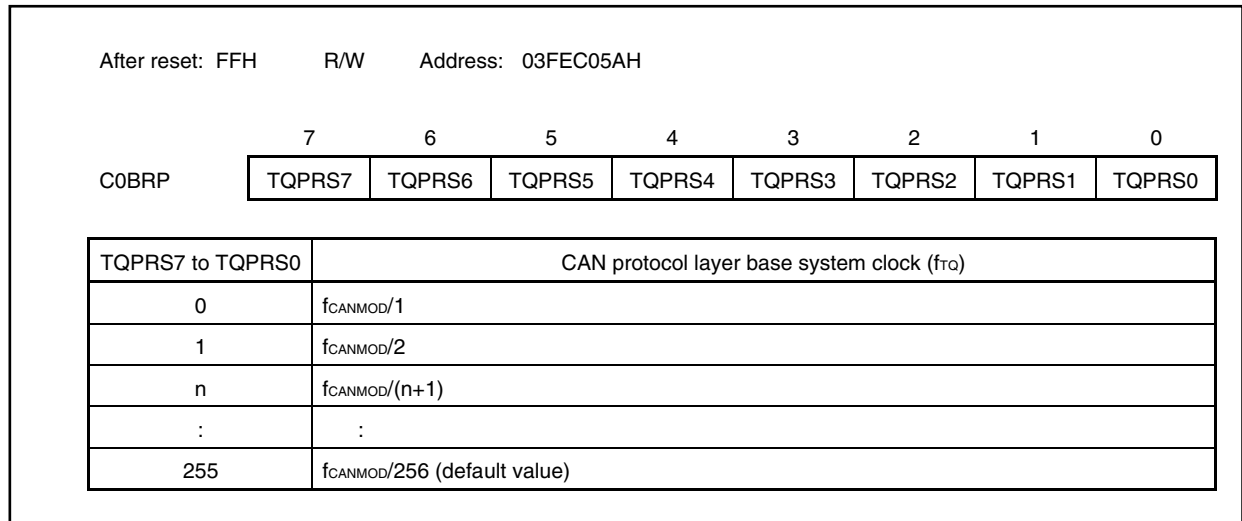 After reset: FFH R/W Address: 03FEC05AH
7 6 5 4 3 2 1 0
C0BRP TQPRS7 TQPRS6 TQPRS5 TQPRS4 TQPRS3 TQPRS2 TQPRS1 TQPRS0
TQPRS7 to TQPRS0 CAN protocol layer base system clock (fTQ)
0 fCANMOD/1
1 fCANMOD/2
n fCANMOD/(n+1)
: :
255 fCANMOD/256 (default value)